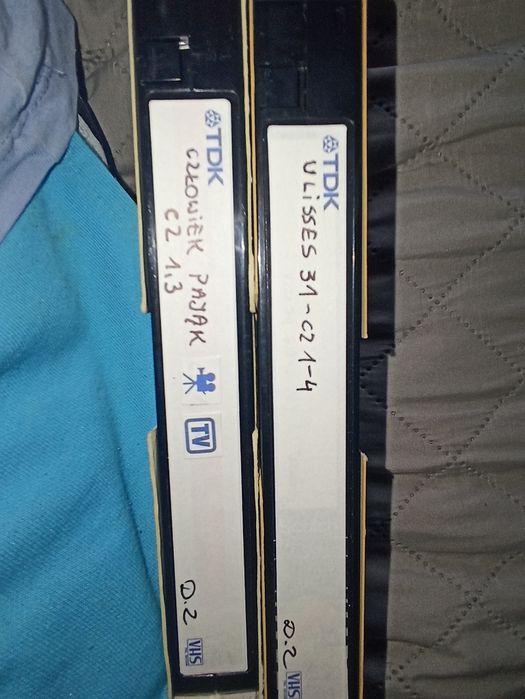 TDK
CZŁOWIEK PAJĄK
CZ 1,3
TV
D.2
VHS
TDK
ULISSES 31-CZ 1-4
D.2
VHS